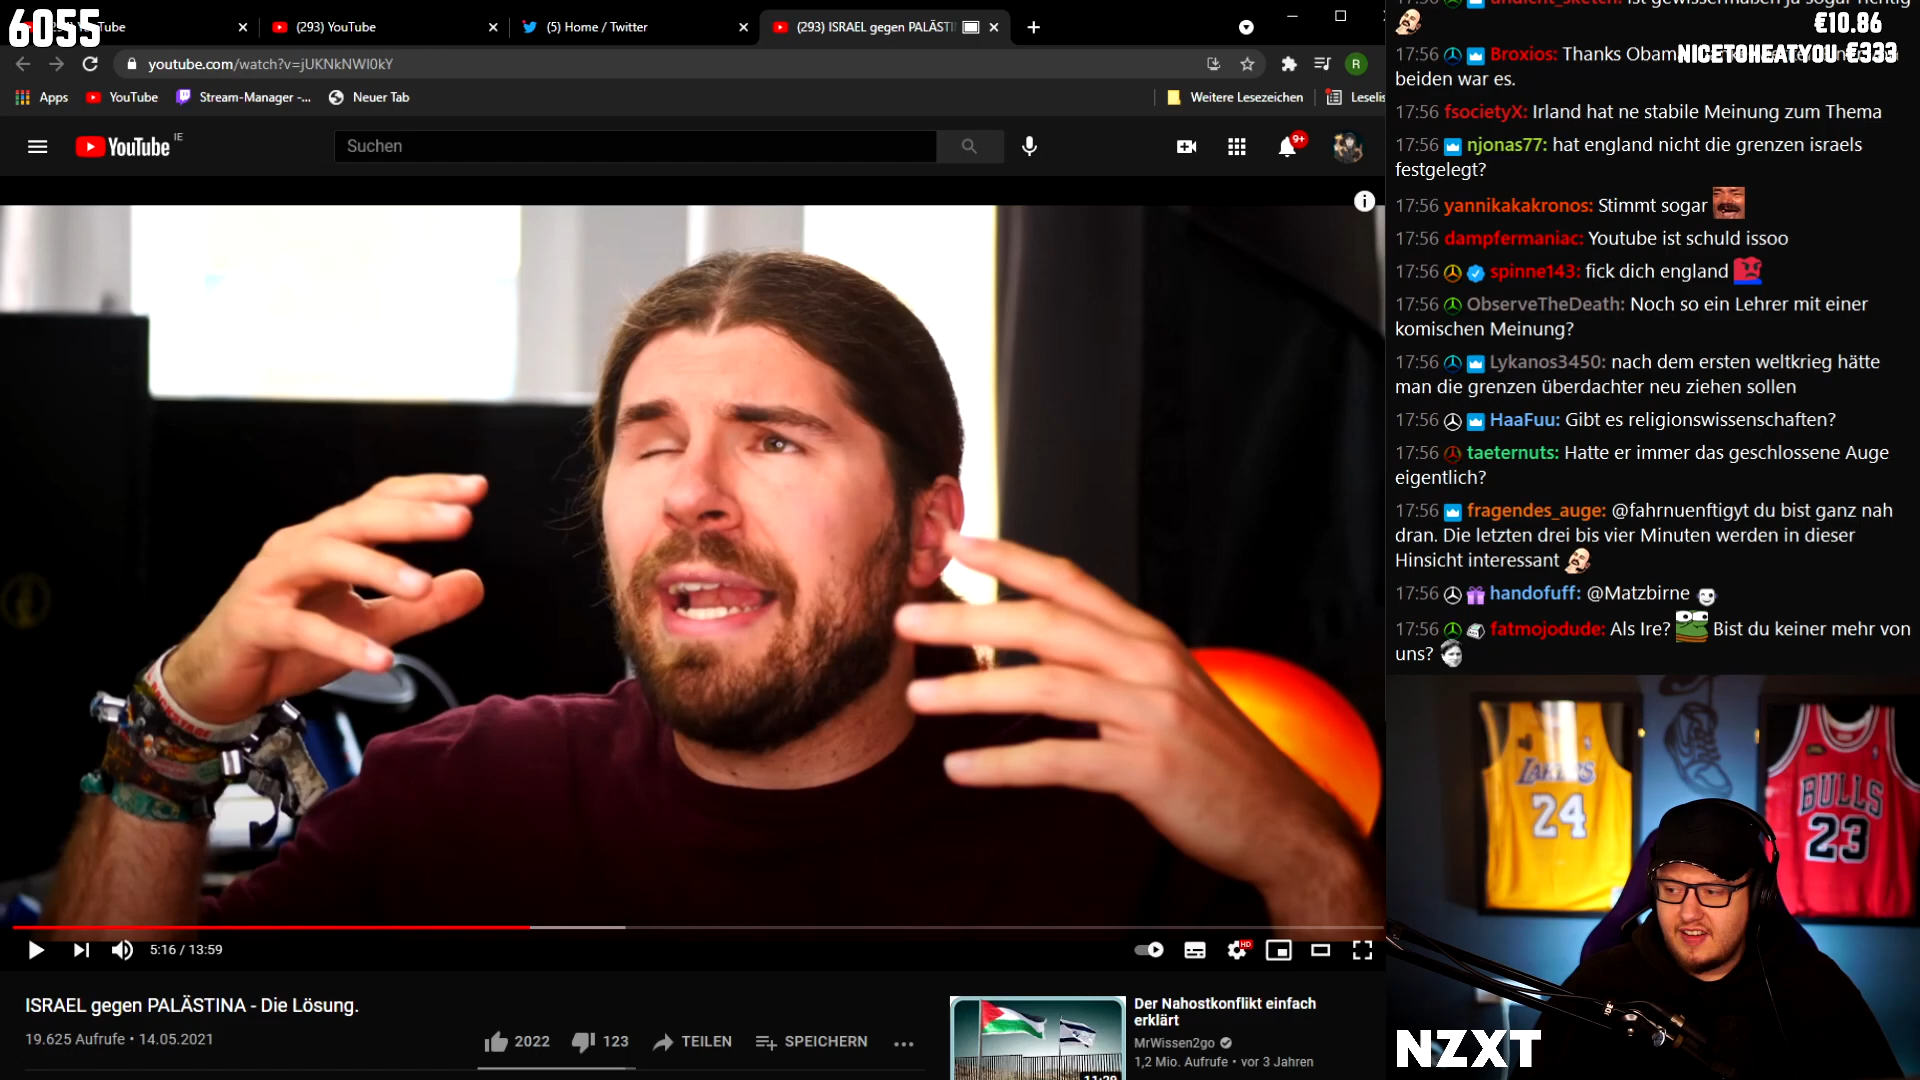 6055
(293) YouTube
(5) Home / Twitter
(293) ISRAEL gegen PALÄSTI
youtube.com/watch?v=jUKNkNWI0kY
R
Apps
YouTube
Stream-Manager -...
Neuer Tab
Weitere Lesezeichen
Leselis
YouTube IE
Suchen
9+
5:16 / 13:59
HD
ISRAEL gegen PALÄSTINA - Die Lösung.
19.625 Aufrufe • 14.05.2021
2022
123
TEILEN
SPEICHERN
Der Nahostkonflikt einfach
erklärt
MrWissen2go
1,2 Mio. Aufrufe • vor 3 Jahren
€10.86
NICETOHEATYOU €333
17:56 Broxios: Thanks Obama
beiden war es.
17:56 fsocietyX: Irland hat ne stabile Meinung zum Thema
17:56 njonas77: hat england nicht die grenzen israels
festgelegt?
17:56 yannikakakronos: Stimmt sogar
17:56 dampfermaniac: Youtube ist schuld issoo
17:56 spinne143: fick dich england
17:56 ObserveTheDeath: Noch so ein Lehrer mit einer
komischen Meinung?
17:56 Lykanos3450: nach dem ersten weltkrieg hätte
man die grenzen überdachter neu ziehen sollen
17:56 HaaFuu: Gibt es religionswissenschaften?
17:56 taeternuts: Hatte er immer das geschlossene Auge
eigentlich?
17:56 fragendes_auge: @fahrnuenftigyt du bist ganz nah
dran. Die letzten drei bis vier Minuten werden in dieser
Hinsicht interessant
17:56 handofuff: @Matzbirne
17:56 fatmojodude: Als Ire? Bist du keiner mehr von
uns?
LAKERS
24
BULLS
23
NZXT